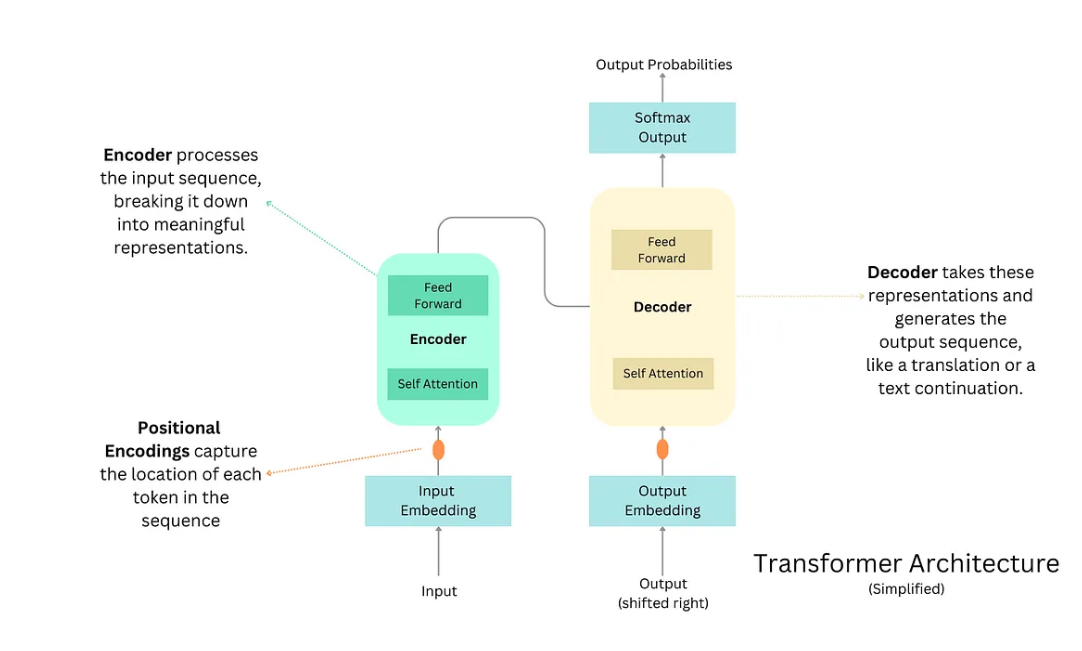 Output Probabilities
Softmax
Output
Encoder processes
the input sequence,
breaking it down
into meaningful
representations.
Feed
Forward
Encoder
Self Attention
Feed
Forward
Decoder
Self Attention
Decoder takes these
representations and
generates the
output sequence,
like a translation or a
text continuation.
Positional
Encodings capture
the location of each
token in the
sequence
Input
Embedding
Output
Embedding
Input
Output
(shifted right)
Transformer Architecture
(Simplified)